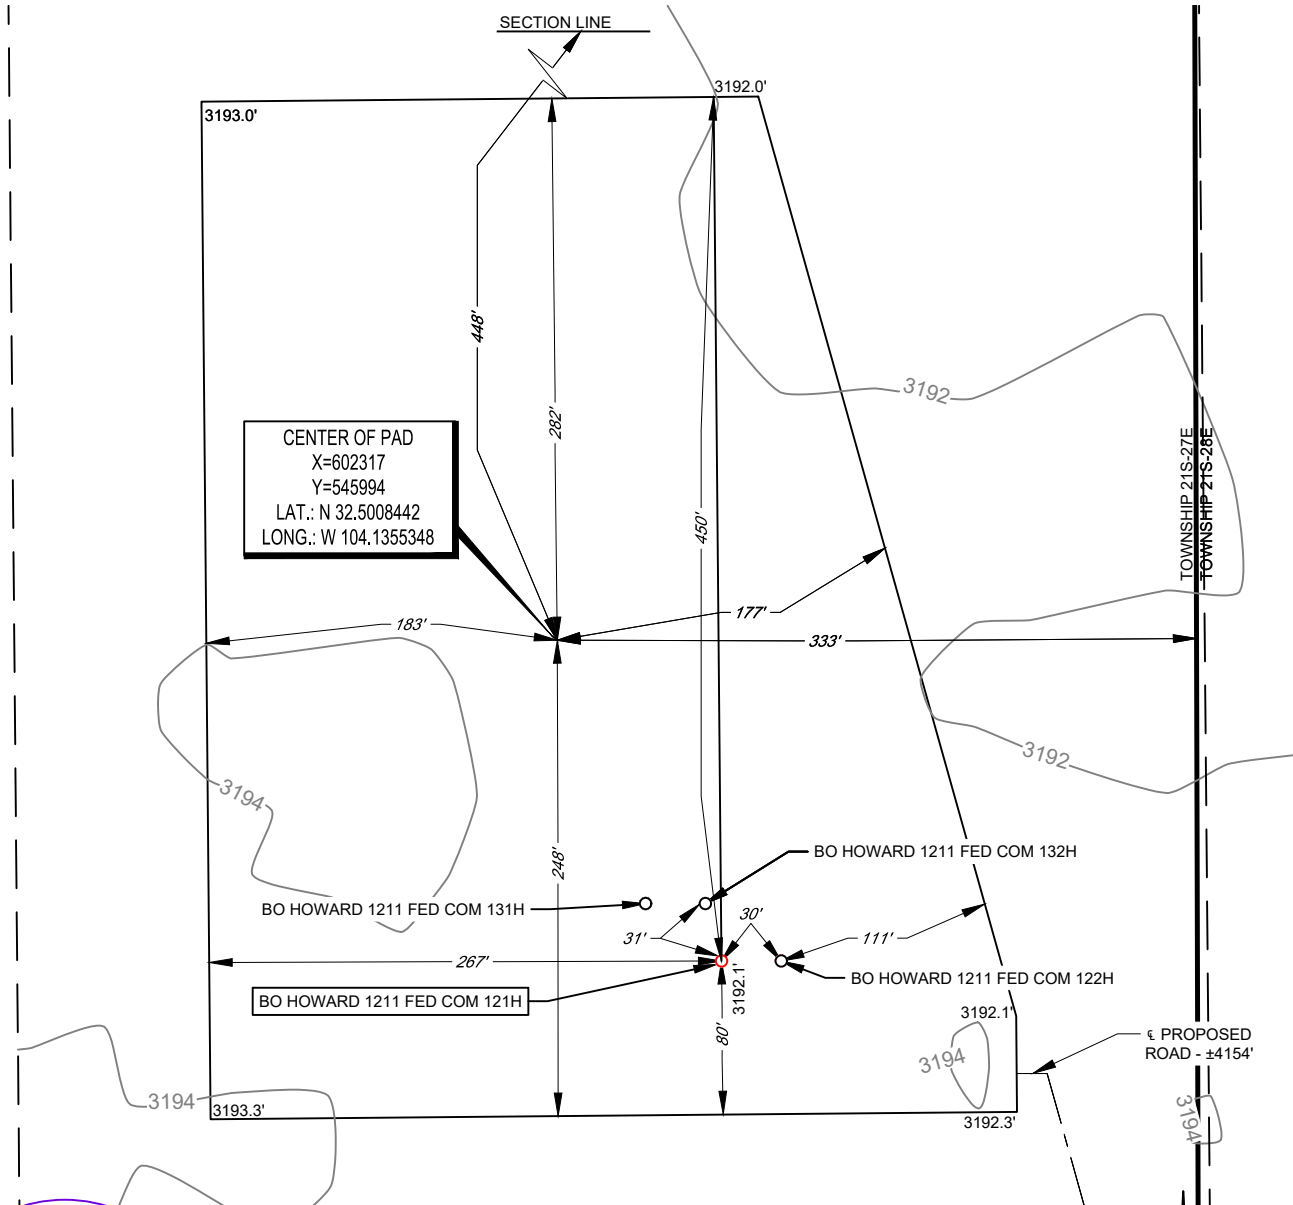 SECTION LINE
3193.0'
3192.0'
448'
282'
450'
3192
TOWNSHIP 21S-27E
TOWNSHIP 21S-28E
CENTER OF PAD
X=602317
Y=545994
LAT.: N 32.5008442
LONG.: W 104.1355348
183'
177'
333'
3194
3192
248'
BO HOWARD 1211 FED COM 132H
BO HOWARD 1211 FED COM 131H
31'
30'
111'
267'
BO HOWARD 1211 FED COM 122H
BO HOWARD 1211 FED COM 121H
3192.1'
80'
3192.1'
℄ PROPOSED
ROAD - ±4154'
3194
3194
3193.3'
3192.3'
3194